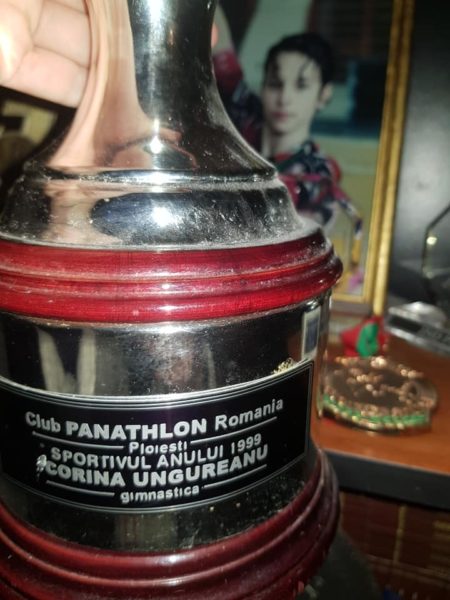 Club PANATHLON Romania
Ploiesti
SPORTIVUL ANULUI 1999
CORINA UNGUREANU
gimnastica